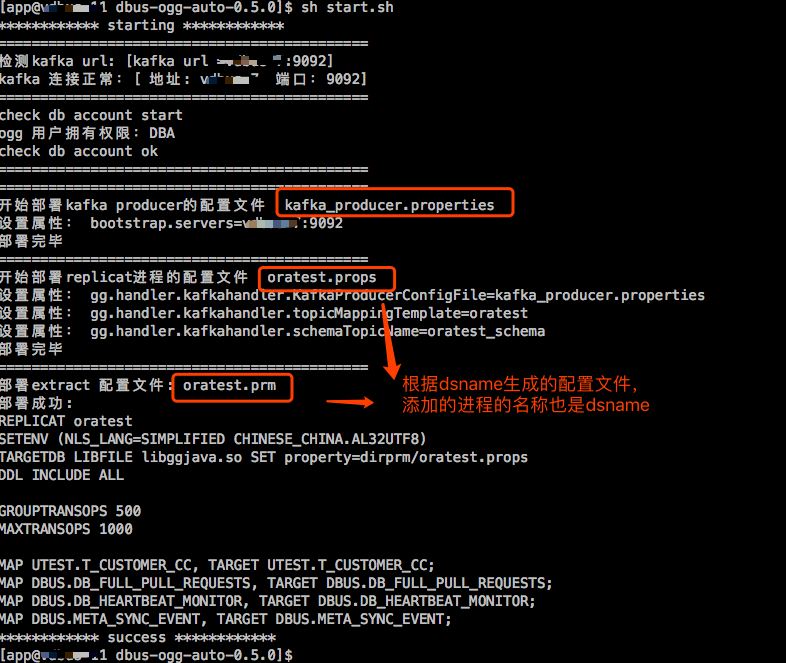 [app@ 11 dbus-ogg-auto-0.5.0]$ sh start.sh
************ starting ************
============================================
检测kafka url: [kafka url :9092]
kafka 连接正常: [ 地址: 端口: 9092]
============================================
check db account start
ogg 用户拥有权限: DBA
check db account ok
============================================
============================================
开始部署kafka producer的配置文件 kafka_producer.properties
设置属性: bootstrap.servers= :9092
部署完毕
============================================
开始部署replicat进程的配置文件 oratest.props
设置属性: gg.handler.kafkahandler.KafkaProducerConfigFile=kafka_producer.properties
设置属性: gg.handler.kafkahandler.topicMappingTemplate=oratest
设置属性: gg.handler.kafkahandler.schemaTopicName=oratest_schema
部署完毕
============================================
部署extract 配置文件: oratest.prm
根据dsname生成的配置文件,
添加的进程的名称也是dsname
部署成功:
REPLICAT oratest
SETENV (NLS_LANG=SIMPLIFIED CHINESE_CHINA.AL32UTF8)
TARGETDB LIBFILE libggjava.so SET property=dirprm/oratest.props
DDL INCLUDE ALL
GROUPTRANSOPS 500
MAXTRANSOPS 1000
MAP UTEST.T_CUSTOMER_CC, TARGET UTEST.T_CUSTOMER_CC;
MAP DBUS.DB_FULL_PULL_REQUESTS, TARGET DBUS.DB_FULL_PULL_REQUESTS;
MAP DBUS.DB_HEARTBEAT_MONITOR, TARGET DBUS.DB_HEARTBEAT_MONITOR;
MAP DBUS.META_SYNC_EVENT, TARGET DBUS.META_SYNC_EVENT;
************ success ************
[app@ 11 dbus-ogg-auto-0.5.0]$